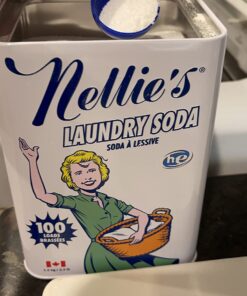 Nellie's®
LAUNDRY SODA
SODA À LESSIVE
he
100
LOADS
BRASSÉES